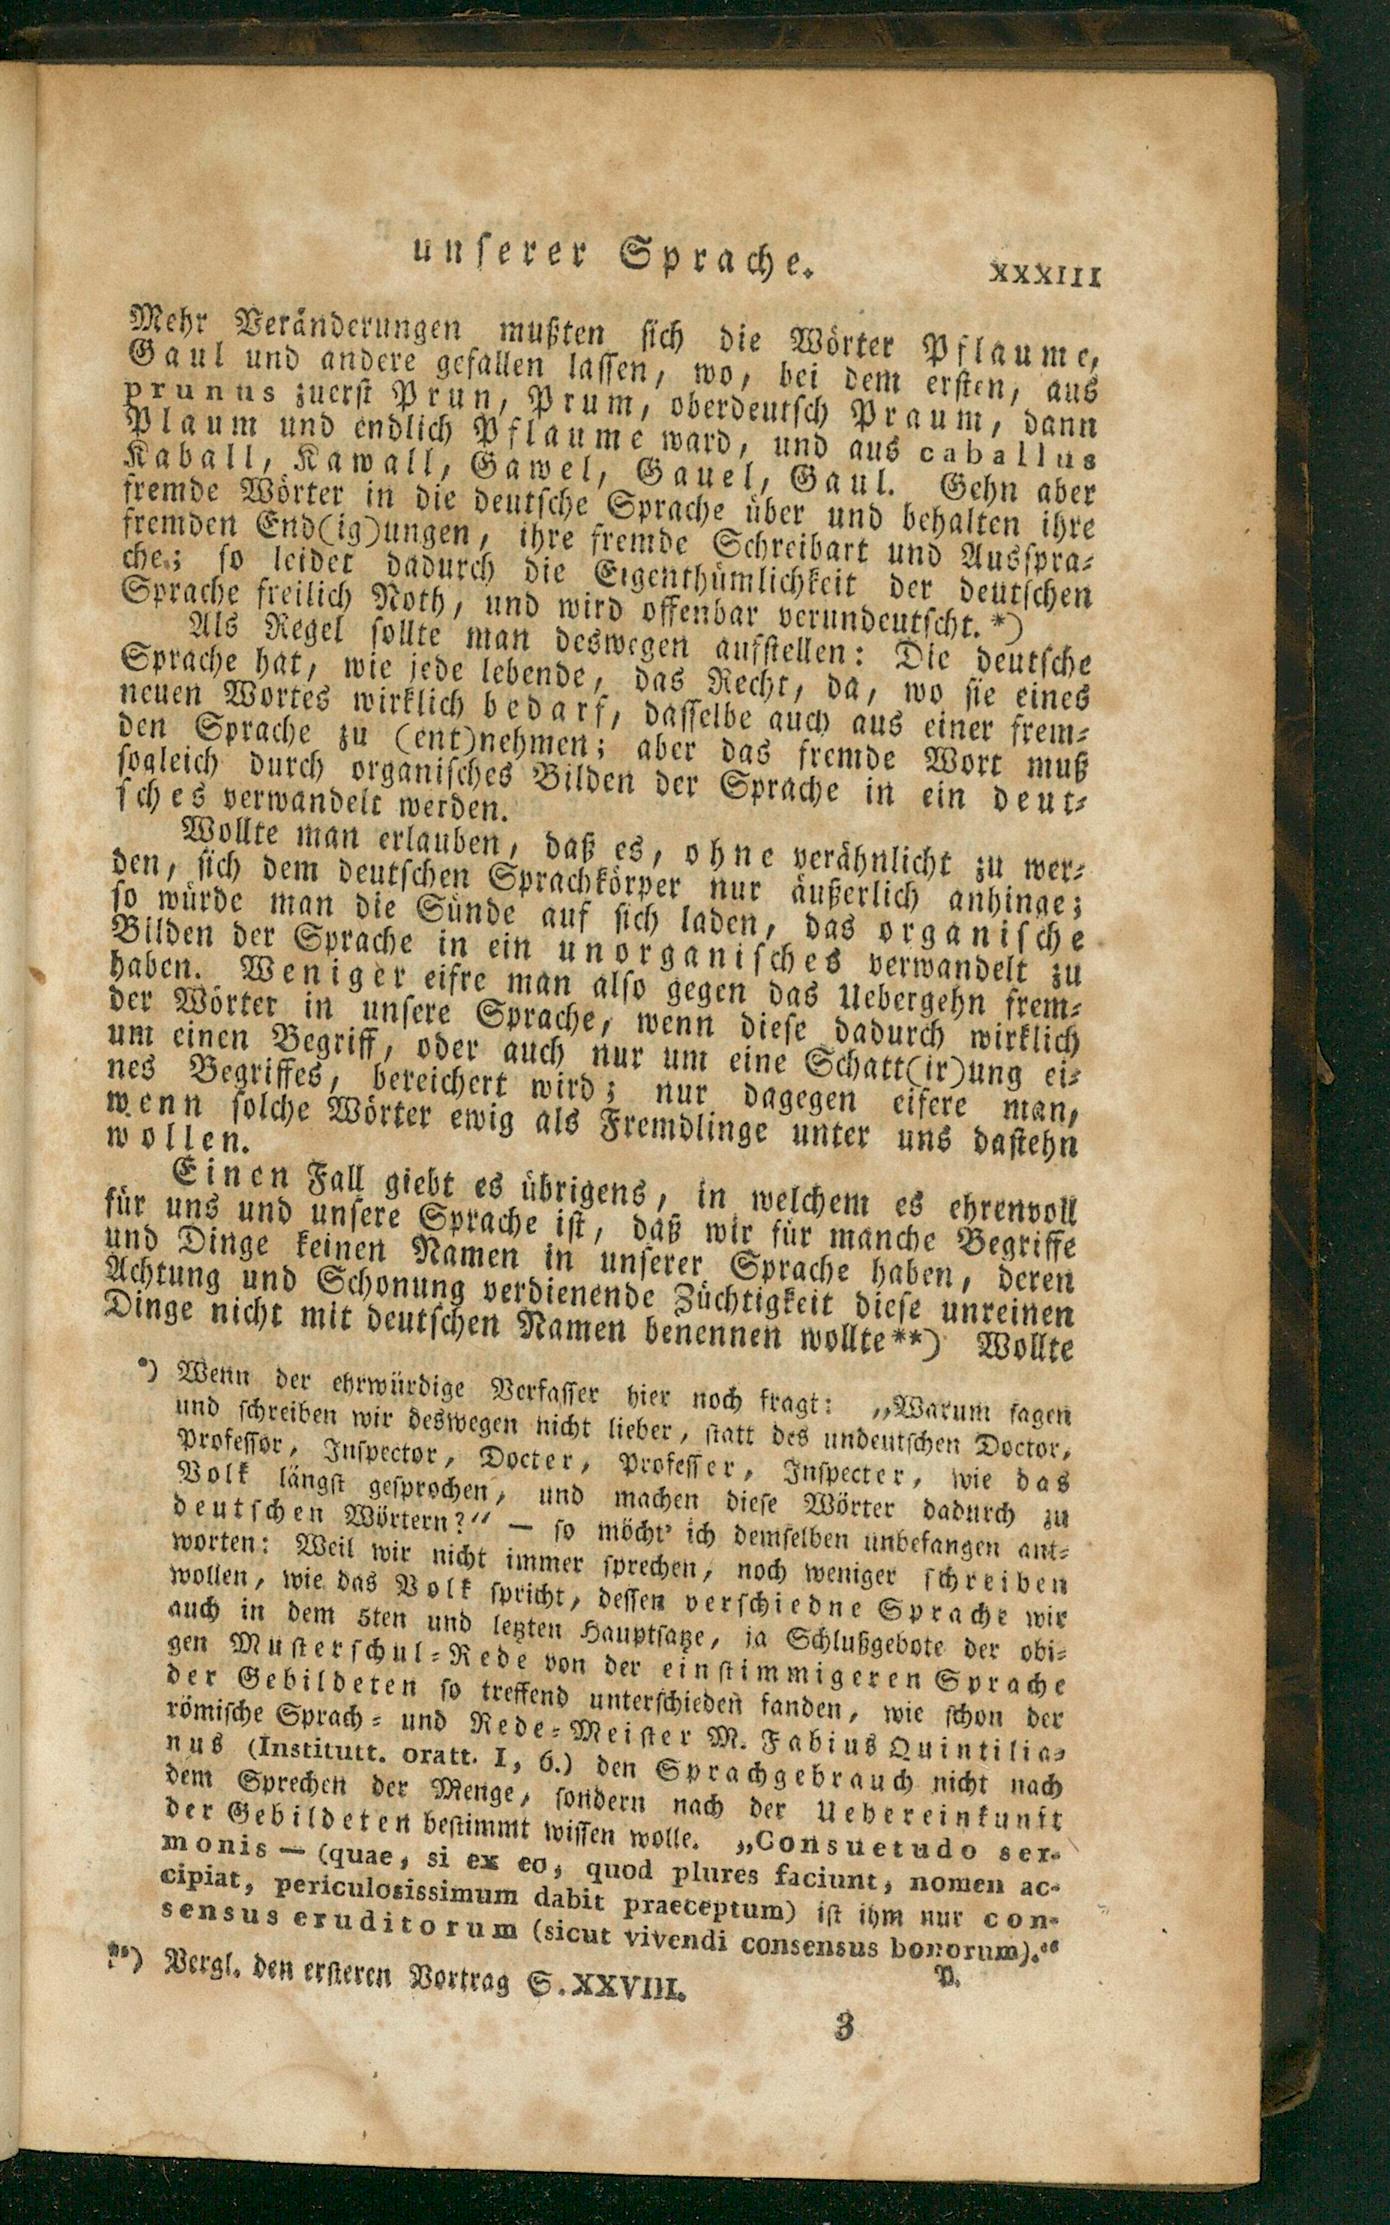 unserer Sprache.
XXXIII
Mehr Veränderungen mußten sich die Wörter Pflaume,
Gaul und andere gefallen lassen, wo, bei dem ersten, aus
prunus zuerst Prun, Prum, oberdeutsch Praum, dann
Plaum und endlich Pflaume ward, und aus caballus
Kaball, Kawall, Gawel, Gauel, Gaul. Gehn aber
fremde Wörter in die deutsche Sprache über und behalten ihre
fremden End(ig)ungen, ihre fremde Schreibart und Ausspra-
che; so leidet dadurch die Eigenthümlichkeit der deutschen
Sprache freilich Noth, und wird offenbar verundeutscht.*)
Als Regel sollte man deswegen aufstellen: Die deutsche
Sprache hat, wie jede lebende, das Recht, da, wo sie eines
neuen Wortes wirklich bedarf, dasselbe auch aus einer frem-
den Sprache zu (ent)nehmen; aber das fremde Wort muß
sogleich durch organisches Bilden der Sprache in ein deut-
sches verwandelt werden.
Wollte man erlauben, daß es, ohne verähnlicht zu wer-
den, sich dem deutschen Sprachkörper nur äußerlich anhinge;
so würde man die Sünde auf sich laden, das organische
Bilden der Sprache in ein unorganisches verwandelt zu
haben. Weniger eifre man also gegen das Uebergehn frem-
der Wörter in unsere Sprache, wenn diese dadurch wirklich
um einen Begriff, oder auch nur um eine Schatt(ir)ung ei-
nes Begriffes, bereichert wird; nur dagegen eifere man,
wenn solche Wörter ewig als Fremdlinge unter uns dastehn
wollen.
Einen Fall giebt es übrigens, in welchem es ehrenvoll
für uns und unsere Sprache ist, daß wir für manche Begriffe
und Dinge keinen Namen in unserer Sprache haben, deren
Achtung und Schonung verdienende Züchtigkeit diese unreinen
Dinge nicht mit deutschen Namen benennen wollte**) Wollte
*) Wenn der ehrwürdige Verfasser hier noch fragt: „Warum sagen
und schreiben wir deswegen nicht lieber, statt des undeutschen Doctor,
Professor, Inspector, Docter, Professer, Inspecter, wie das
Volk längst gesprochen, und machen diese Wörter dadurch zu
deutschen Wörtern?“ — so möcht' ich demselben unbefangen ant-
worten: Weil wir nicht immer sprechen, noch weniger schreiben
wollen, wie das Volk spricht, dessen verschiedne Sprache wir
auch in dem 5ten und letzten Hauptsatze, ja Schlußgebote der obi-
gen Musterschul-Rede von der einstimmigeren Sprache
der Gebildeten so treffend unterschieden fanden, wie schon der
römische Sprach- und Rede-Meister M. Fabius Quintilia-
nus (Institutt. oratt. I, 6.) den Sprachgebrauch nicht nach
dem Sprechen der Menge, sondern nach der Uebereinkunft
der Gebildeten bestimmt wissen wolle. „Consuetudo ser-
monis — (quae, si ex eo, quod plures faciunt, nomen ac-
cipiat, periculosissimum dabit praeceptum) ist ihm nur con-
sensus eruditorum (sicut vivendi consensus bonorum).“
P.
**) Vergl. den ersteren Vortrag S. XXVIII.
3